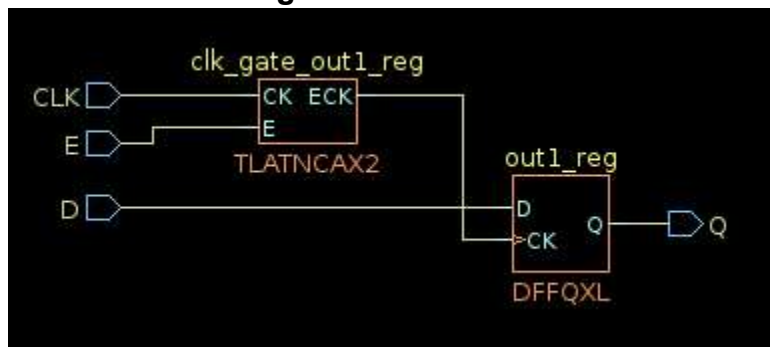 clk_gate_out1_reg
CLK
CK ECK
E
E
TLATNCAX2
out1_reg
D
D
Q
Q
CK
DFFQXL